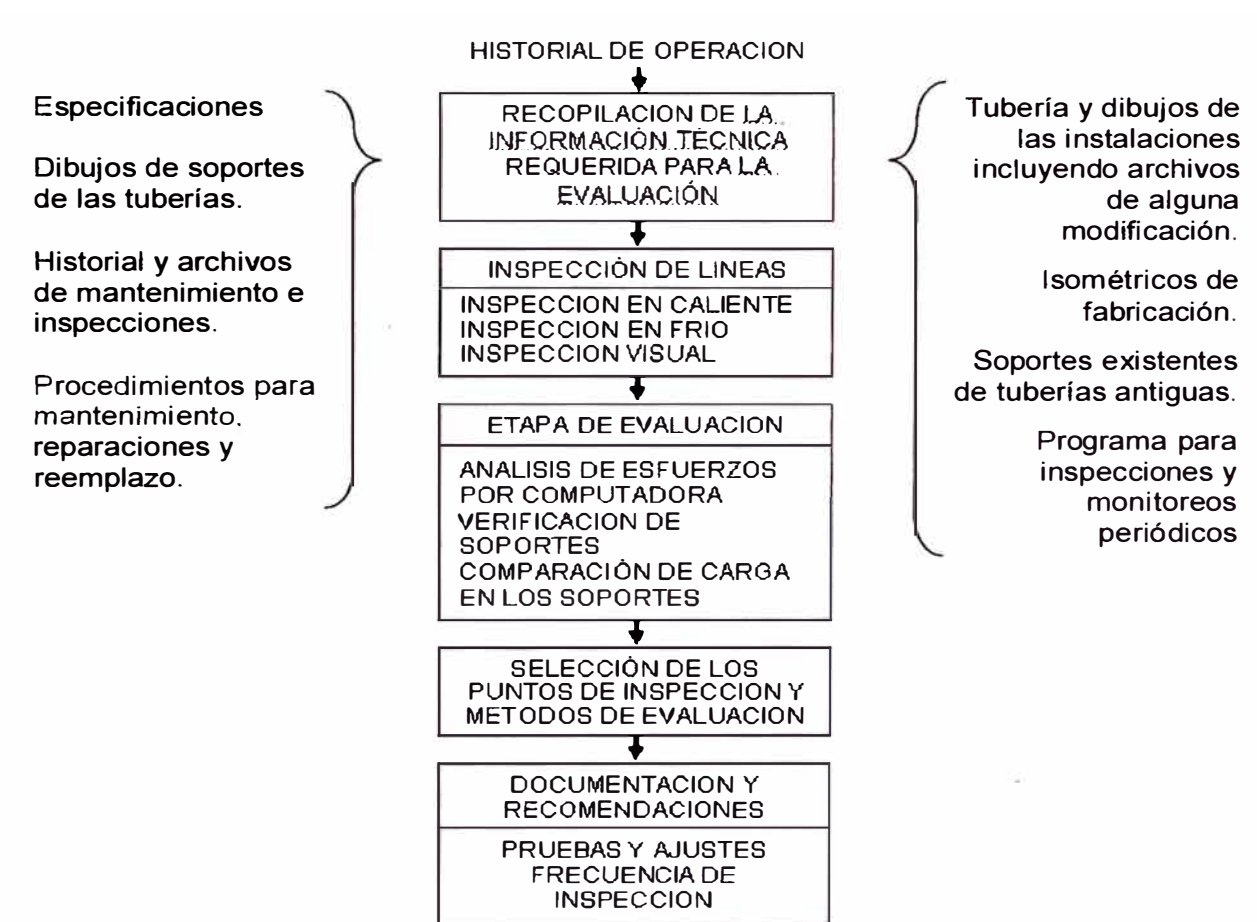 HISTORIAL DE OPERACION
Especificaciones
Dibujos de soportes
de las tuberías.
Historial y archivos
de mantenimiento e
inspecciones.
Procedimientos para
mantenimiento,
reparaciones y
reemplazo.
RECOPILACION DE LA
INFORMACIÓN TÉCNICA
REQUERIDA PARA LA
EVALUACIÓN
INSPECCIÓN DE LINEAS
INSPECCION EN CALIENTE
INSPECCION EN FRIO
INSPECCION VISUAL
ETAPA DE EVALUACION
ANALISIS DE ESFUERZOS
POR COMPUTADORA
VERIFICACION DE
SOPORTES
COMPARACIÓN DE CARGA
EN LOS SOPORTES
SELECCIÓN DE LOS
PUNTOS DE INSPECCION Y
METODOS DE EVALUACION
DOCUMENTACION Y
RECOMENDACIONES
PRUEBAS Y AJUSTES
FRECUENCIA DE
INSPECCION
Tubería y dibujos de
las instalaciones
incluyendo archivos
de alguna
modificación.
Isométricos de
fabricación.
Soportes existentes
de tuberías antiguas.
Programa para
inspecciones y
monitoreos
periódicos